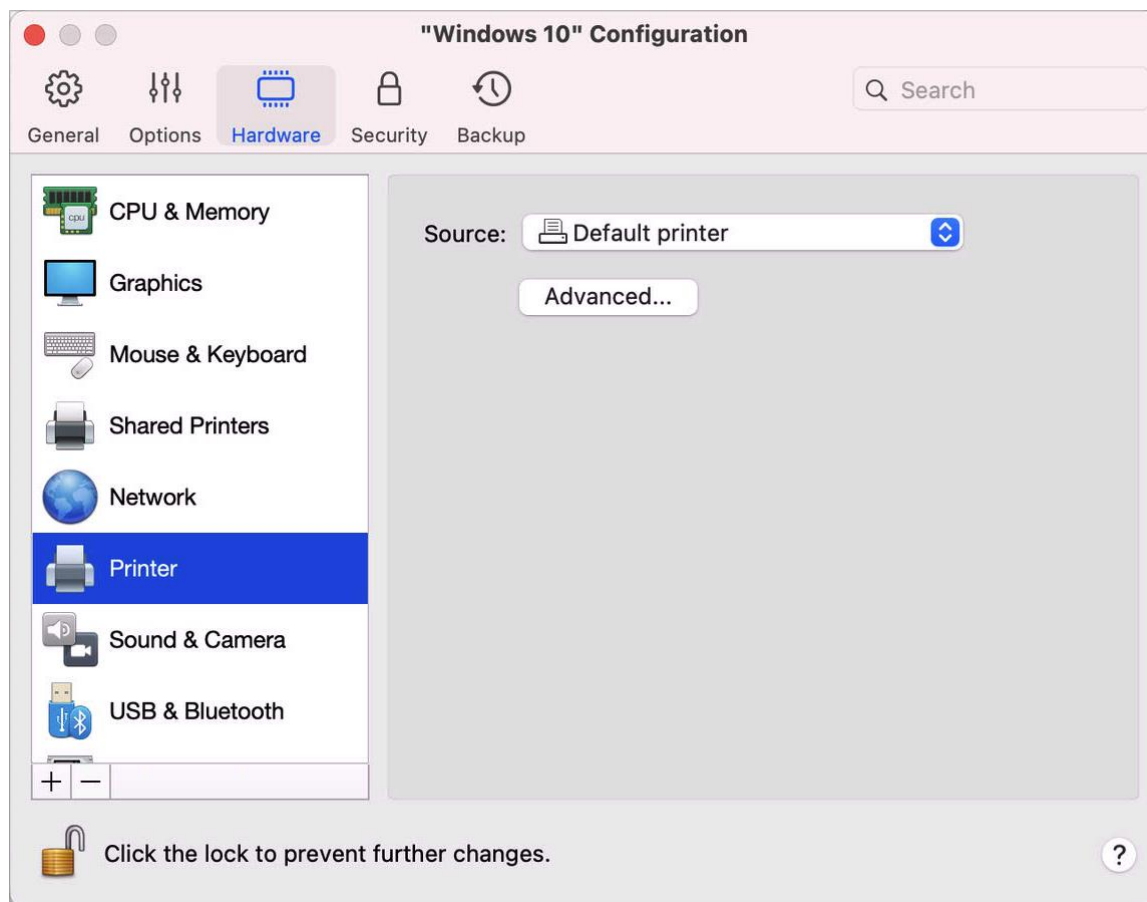 "Windows 10" Configuration
General Options Hardware Security Backup
Search
CPU & Memory
Graphics
Mouse & Keyboard
Shared Printers
Network
Printer
Sound & Camera
USB & Bluetooth
Source: Default printer
Advanced...
Click the lock to prevent further changes.
?